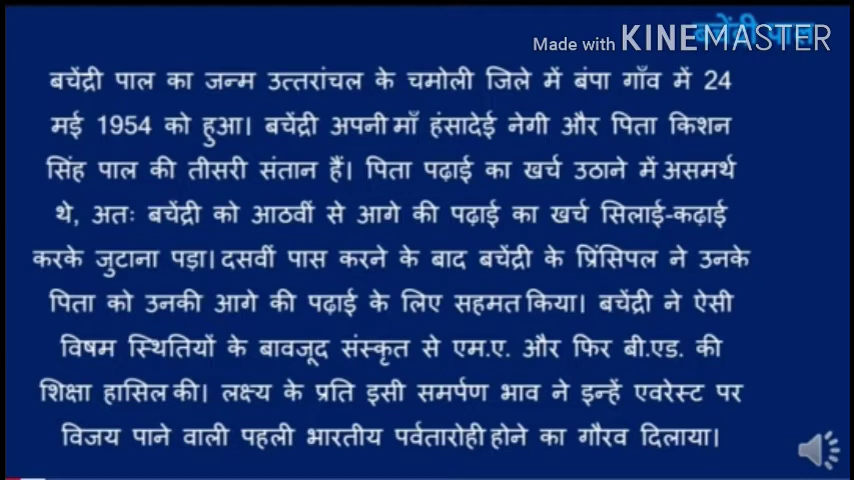 बचेंद्री पाल
Made with KINEMASTER
बचेंद्री पाल का जन्म उत्तरांचल के चमोली जिले में बंपा गाँव में 24
मई 1954 को हुआ। बचेंद्री अपनी माँ हंसादेई नेगी और पिता किशन
सिंह पाल की तीसरी संतान हैं। पिता पढ़ाई का खर्च उठाने में असमर्थ
थे, अतः बचेंद्री को आठवीं से आगे की पढ़ाई का खर्च सिलाई-कढ़ाई
करके जुटाना पड़ा। दसवीं पास करने के बाद बचेंद्री के प्रिंसिपल ने उनके
पिता को उनकी आगे की पढ़ाई के लिए सहमत किया। बचेंद्री ने ऐसी
विषम स्थितियों के बावजूद संस्कृत से एम.ए. और फिर बी.एड. की
शिक्षा हासिल की। लक्ष्य के प्रति इसी समर्पण भाव ने इन्हें एवरेस्ट पर
विजय पाने वाली पहली भारतीय पर्वतारोही होने का गौरव दिलाया।